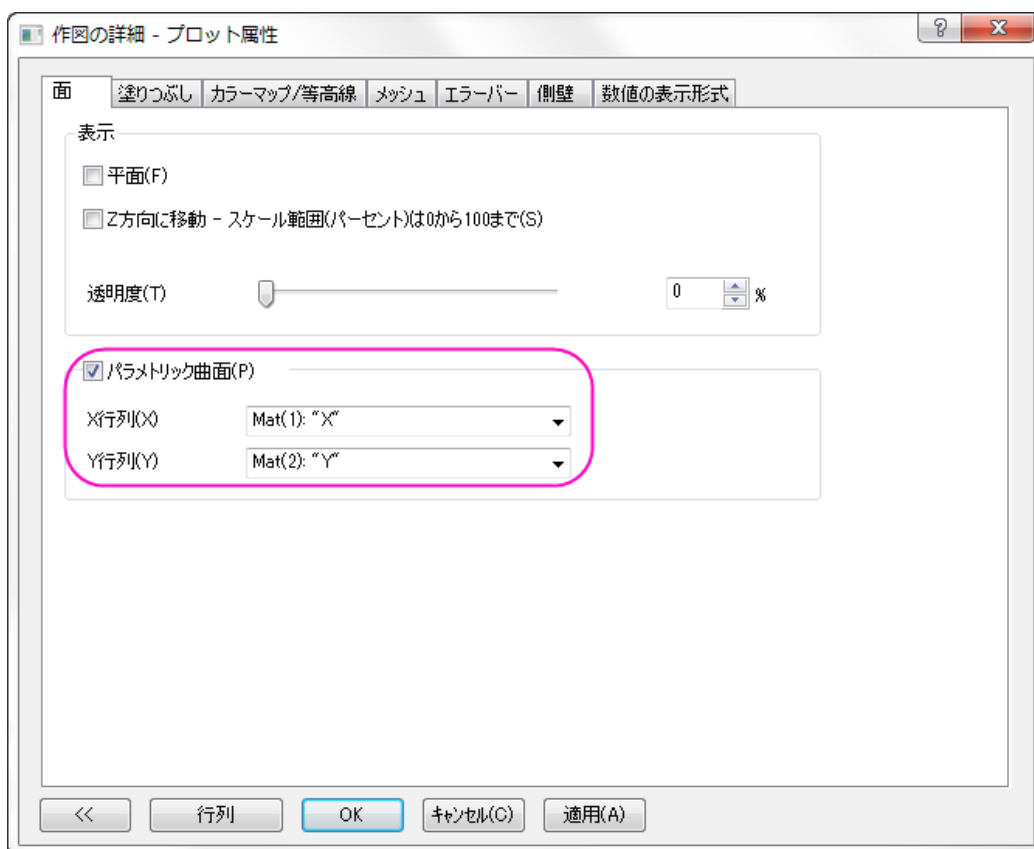 作図の詳細 - プロット属性
面 塗りつぶし カラーマップ/等高線 メッシュ エラーバー 側壁 数値の表示形式
表示
平面(F)
Z方向に移動 - スケール範囲(パーセント)は0から100まで(S)
透明度(T) 0 %
パラメトリック曲面(P)
X行列(X) Mat(1): "X"
Y行列(Y) Mat(2): "Y"
<< 行列 OK キャンセル(C) 適用(A)